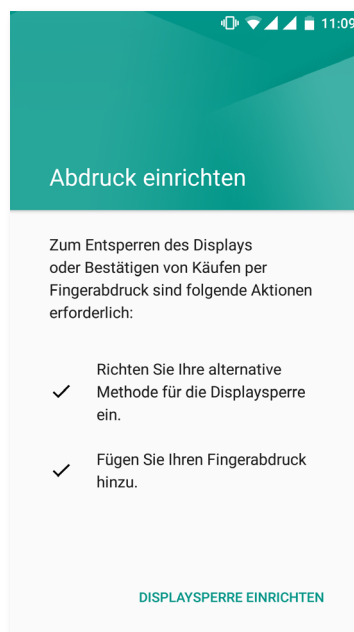 11:09
Abdruck einrichten
Zum Entsperren des Displays
oder Bestätigen von Käufen per
Fingerabdruck sind folgende Aktionen
erforderlich:
Richten Sie Ihre alternative
Methode für die Displaysperre
ein.
Fügen Sie Ihren Fingerabdruck
hinzu.
DISPLAYSPERRE EINRICHTEN